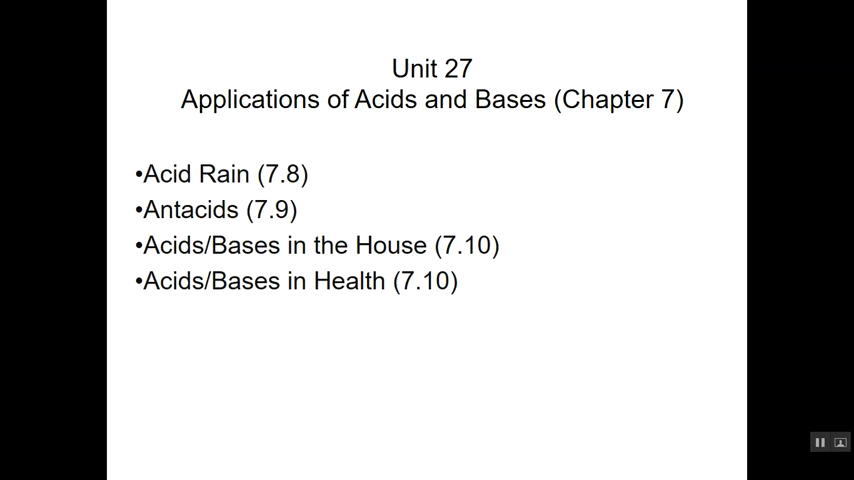 Unit 27
Applications of Acids and Bases (Chapter 7)
•Acid Rain (7.8)
•Antacids (7.9)
•Acids/Bases in the House (7.10)
•Acids/Bases in Health (7.10)